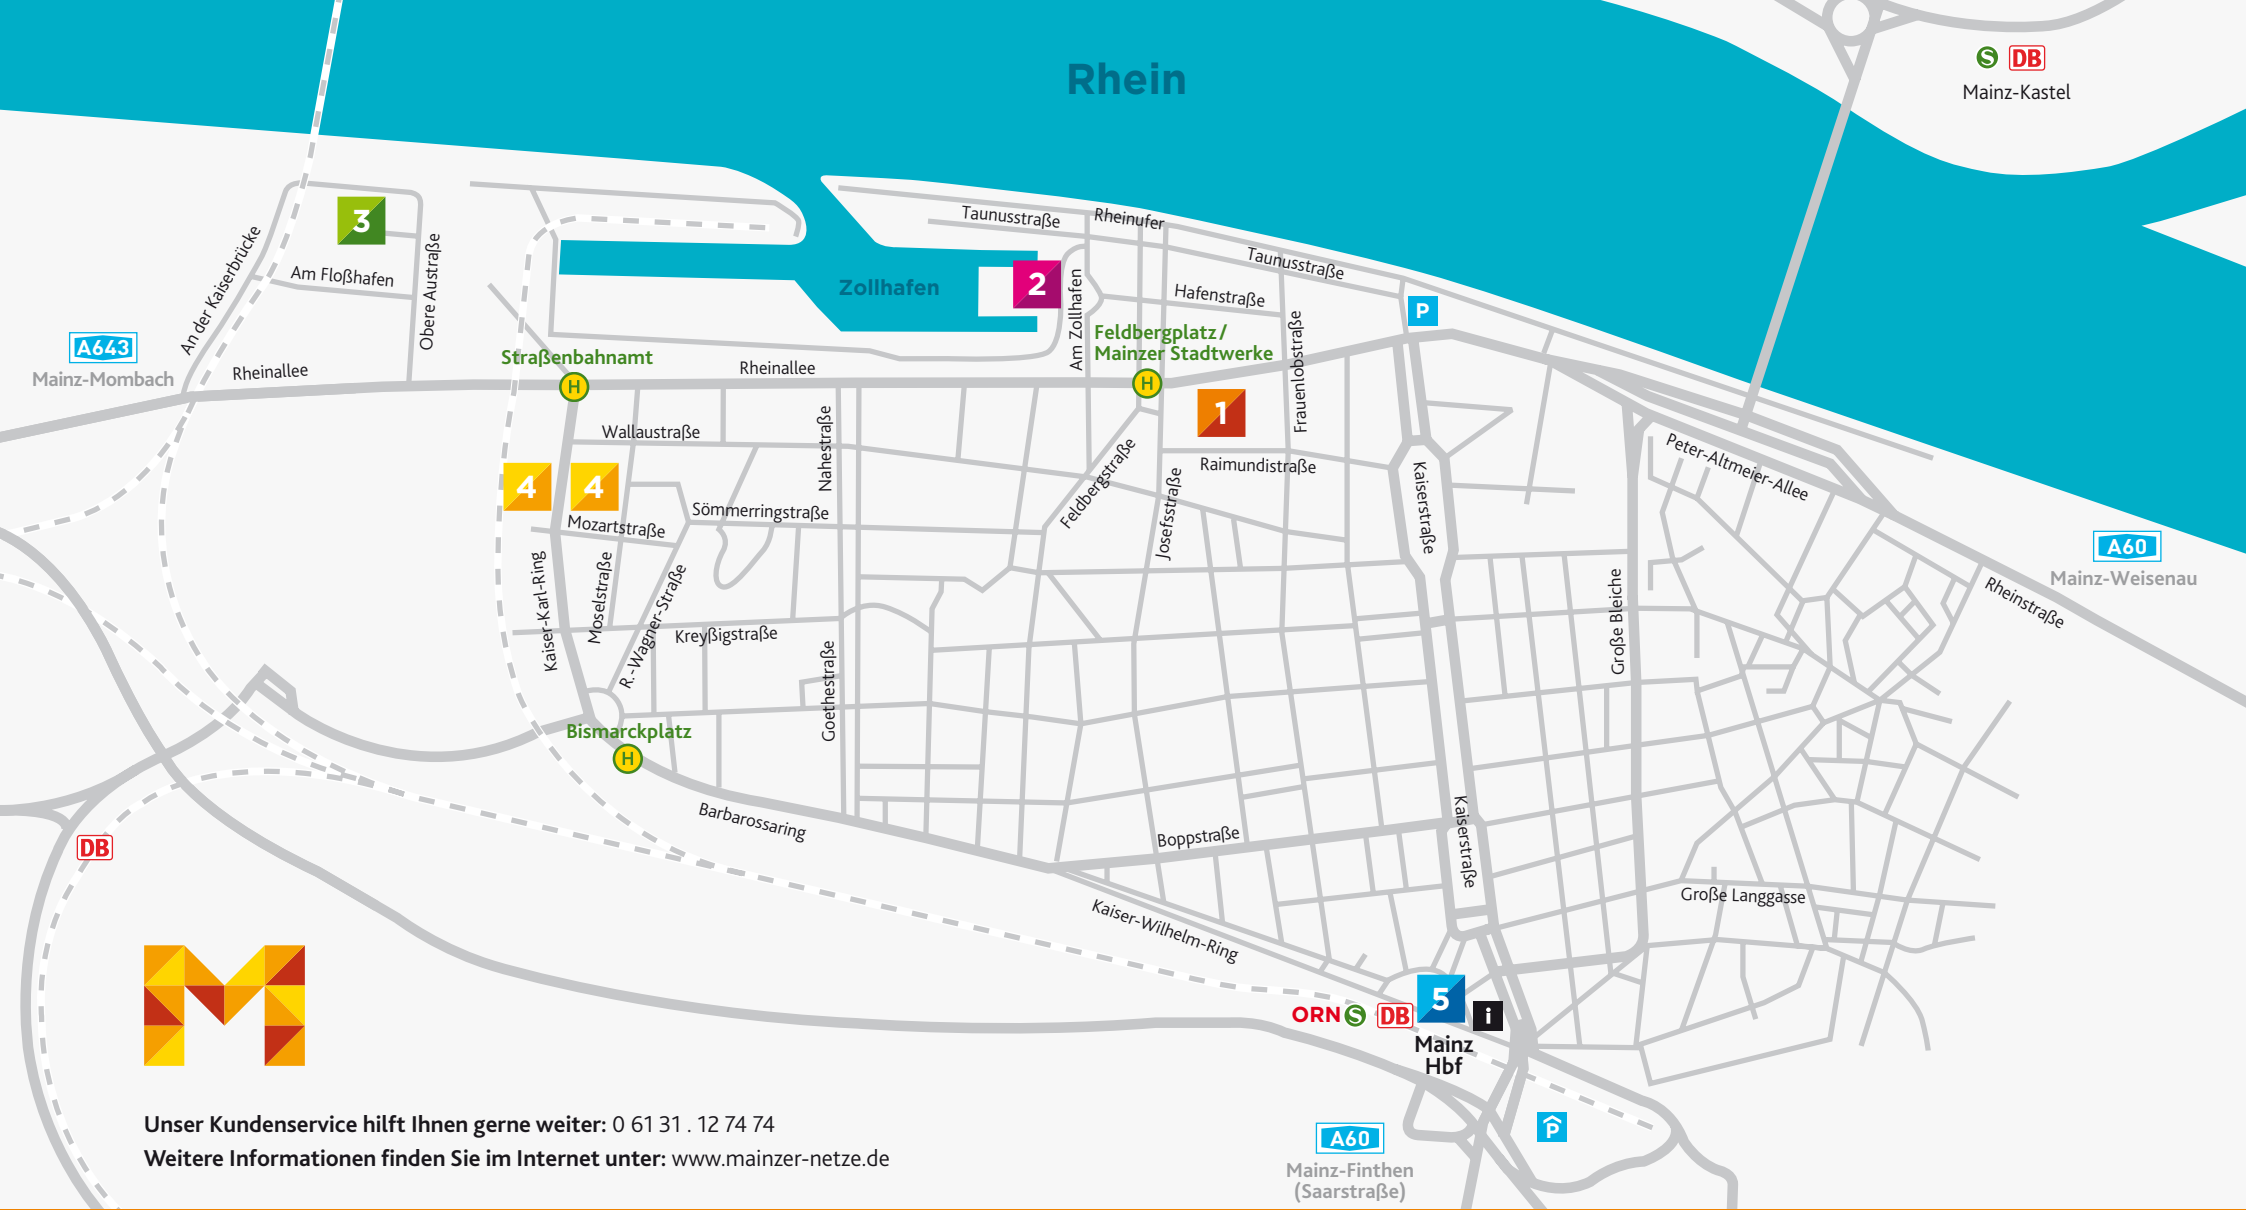 Rhein
S DB
Mainz-Kastel
3
An der Kaiserbrücke
Am Floßhafen
Obere Austraße
A643
Mainz-Mombach
Rheinallee
Zollhafen
2
Taunusstraße
Rheinufer
Taunusstraße
Am Zollhafen
Hafenstraße
Frauenlobstraße
P
Straßenbahnamt
H
Rheinallee
Feldbergplatz/
Mainzer Stadtwerke
H
1
Wallaustraße
Nahestraße
Feldbergstraße
Josefsstraße
Raimundistraße
Kaiserstraße
Peter-Altmeier-Allee
4
4
Mozartstraße
Sömmerringstraße
Kaiser-Karl-Ring
Moselstraße
R.-Wagner-Straße
Kreyßigstraße
Goethestraße
Große Bleiche
A60
Mainz-Weisenau
Rheinstraße
Bismarckplatz
H
Barbarossaring
Boppstraße
Kaiserstraße
Große Langgasse
DB
Kaiser-Wilhelm-Ring
ORN S DB
5
i
Mainz
Hbf
P
A60
Mainz-Finthen
(Saarstraße)
Unser Kundenservice hilft Ihnen gerne weiter: 0 61 31 . 12 74 74
Weitere Informationen finden Sie im Internet unter: www.mainzer-netze.de